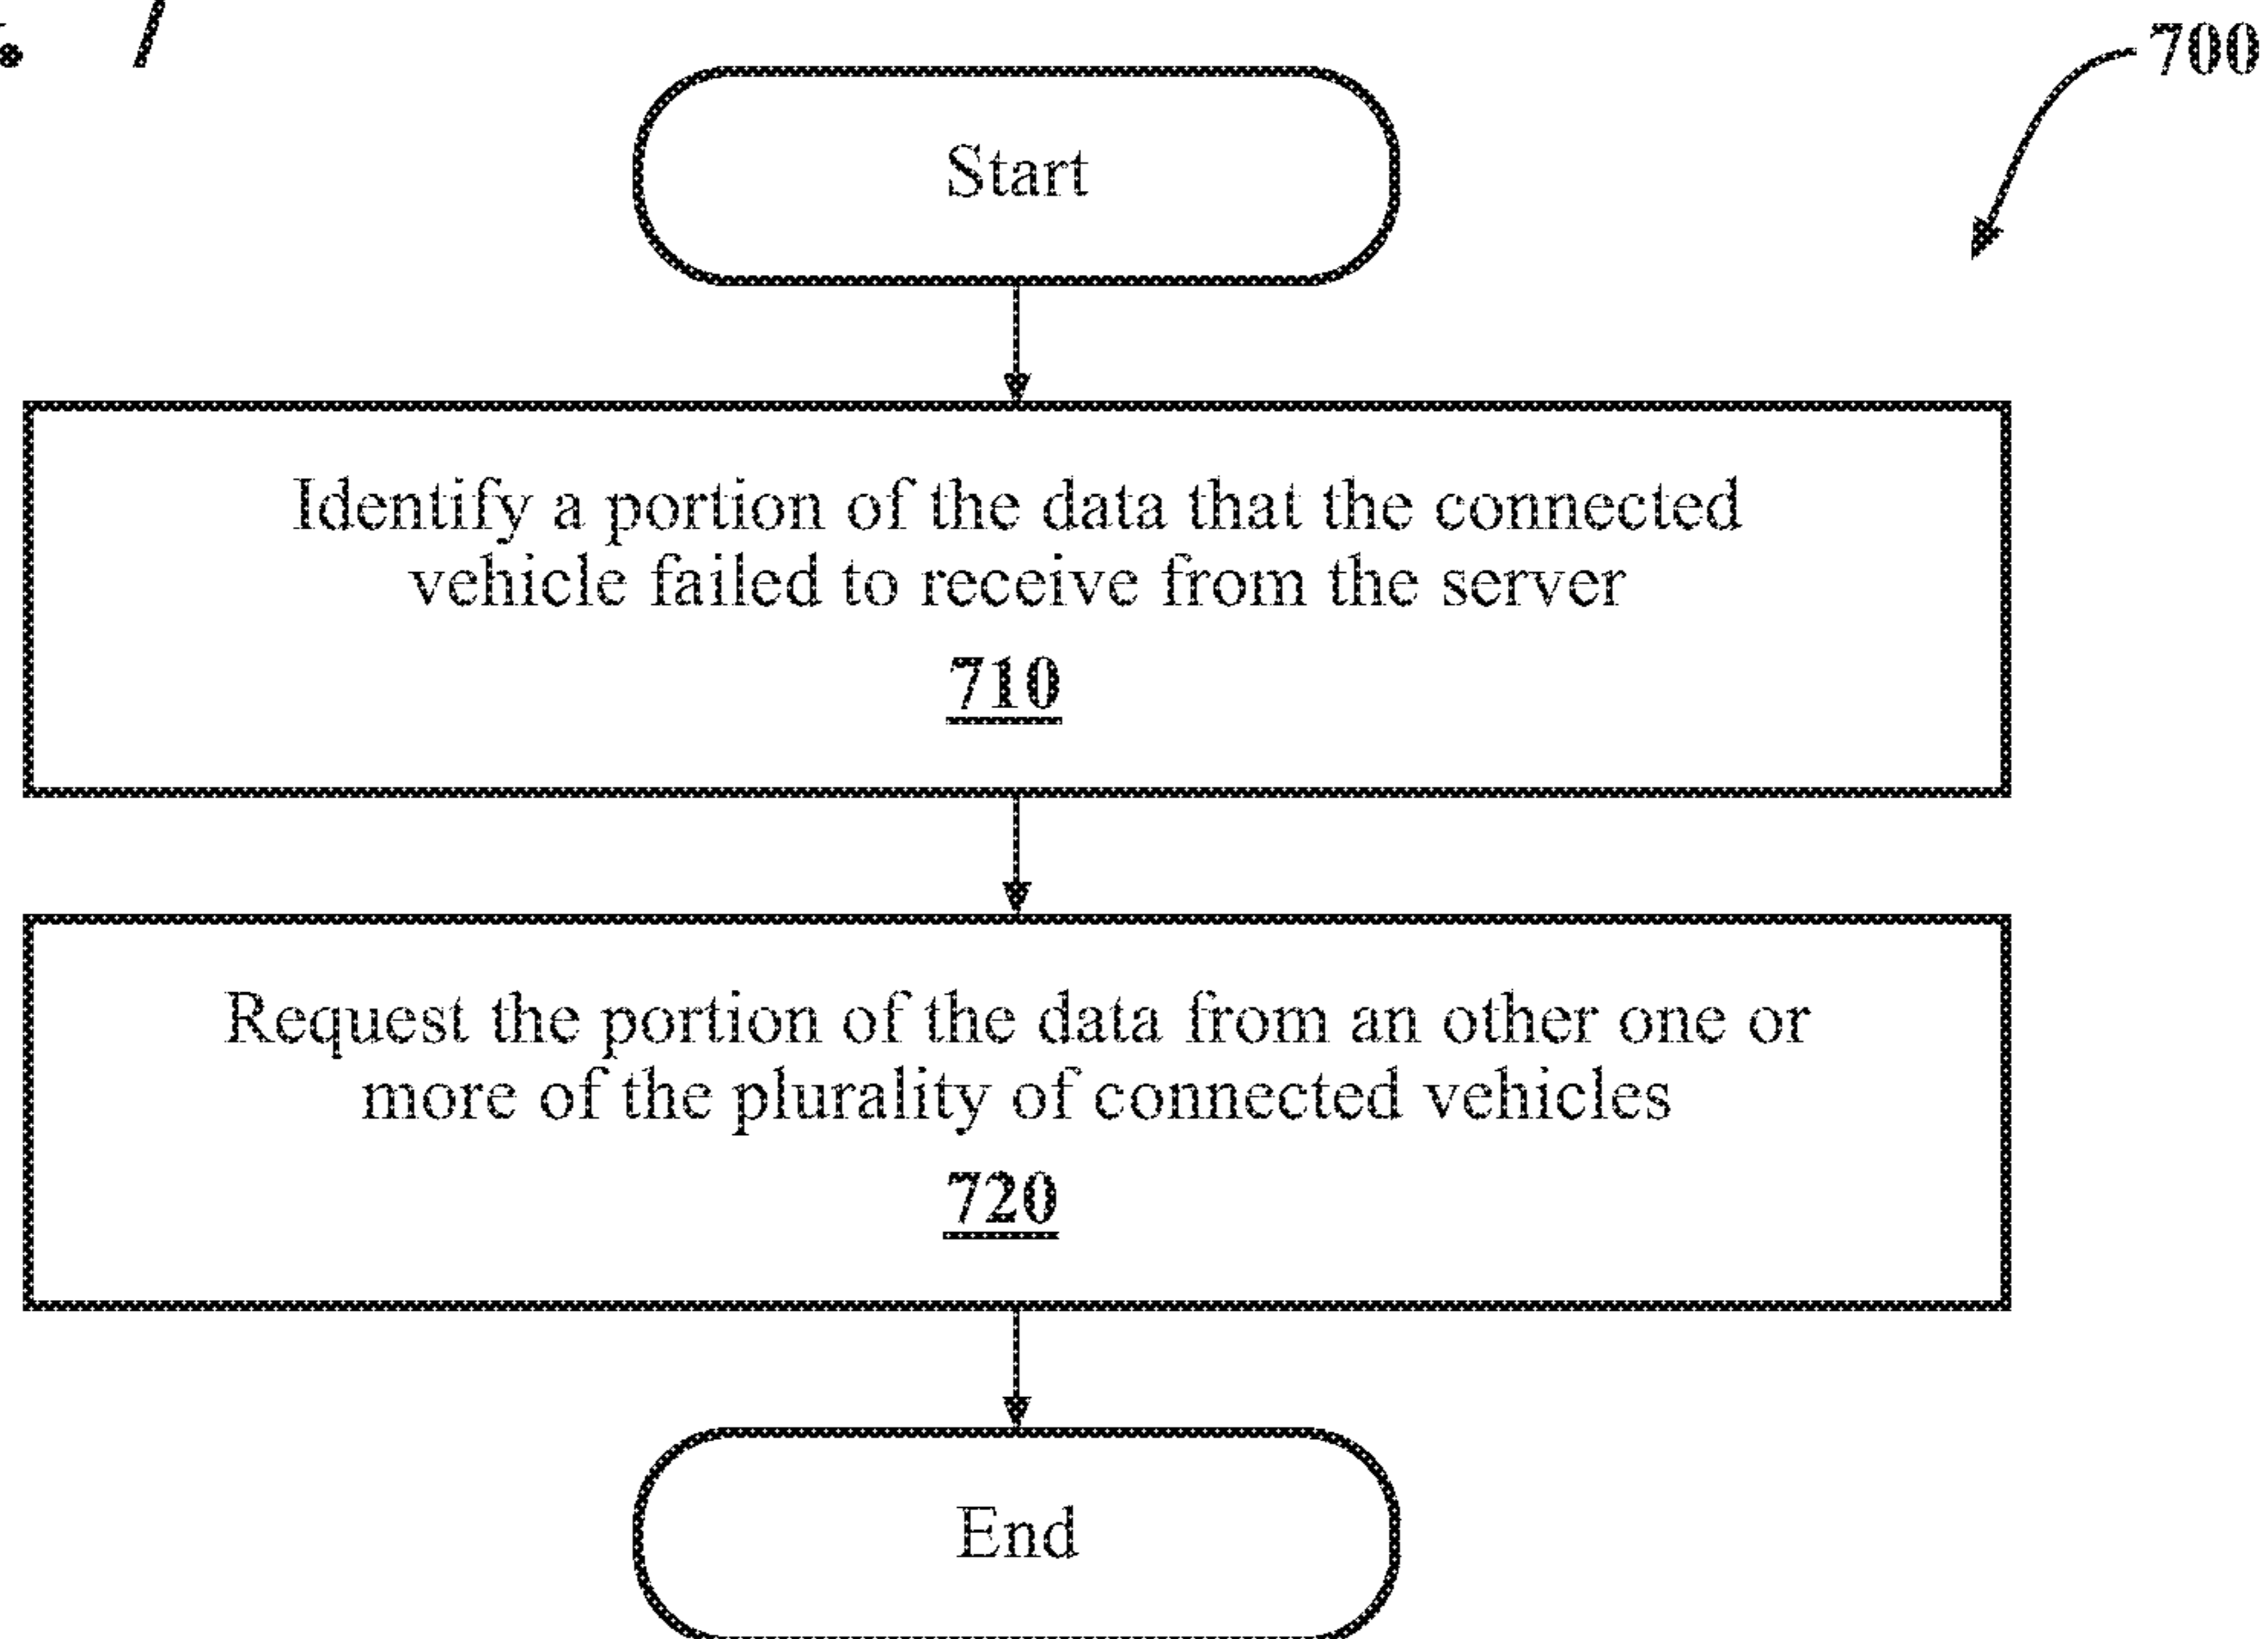 700
Start
Identify a portion of the data that the connected
vehicle failed to receive from the server
710
Request the portion of the data from an other one or
more of the plurality of connected vehicles
720
End